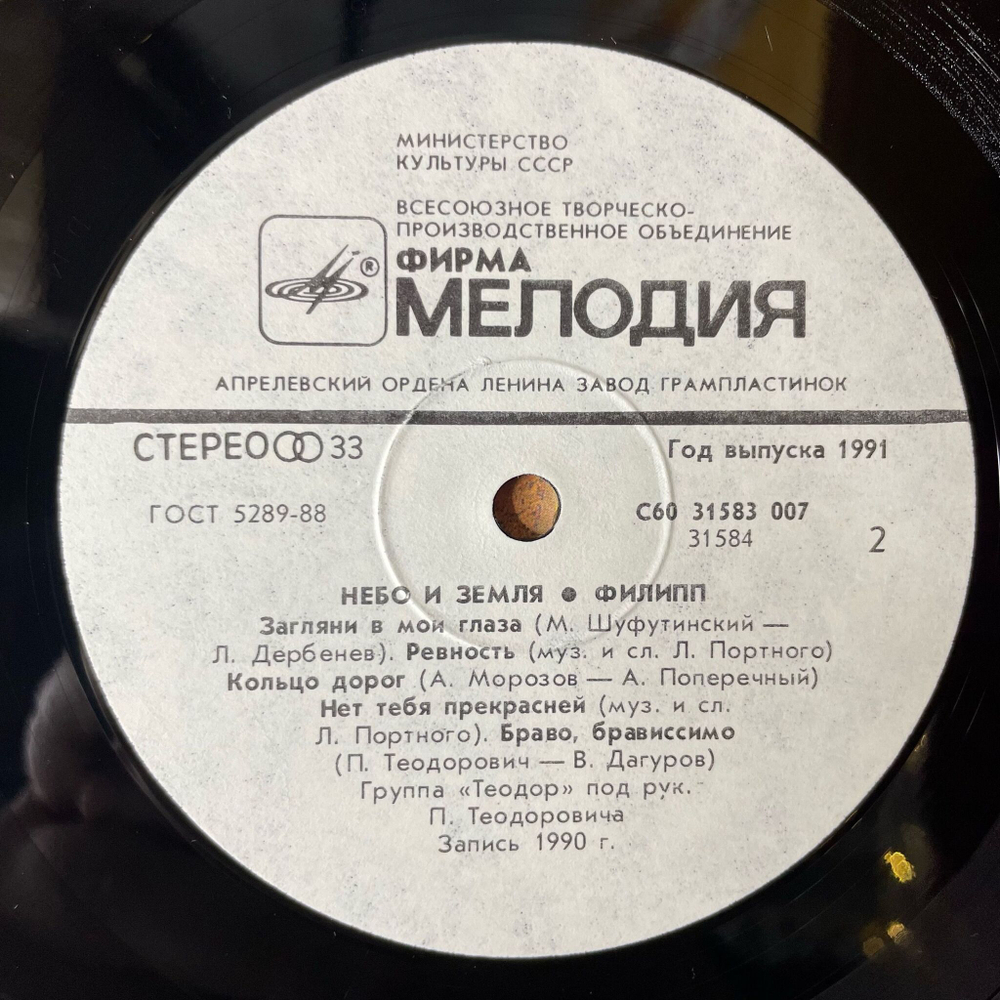 МИНИСТЕРСТВО
КУЛЬТУРЫ СССР
ВСЕСОЮЗНОЕ ТВОРЧЕСКО-
ПРОИЗВОДСТВЕННОЕ ОБЪЕДИНЕНИЕ
ФИРМА
®
МЕЛОДИЯ
АПРЕЛЕВСКИЙ ОРДЕНА ЛЕНИНА ЗАВОД ГРАМПЛАСТИНОК
СТЕРЕО 33 Год выпуска 1991
ГОСТ 5289-88 С60 31583 007
31584 2
НЕБО И ЗЕМЛЯ ● ФИЛИПП
Загляни в мои глаза (М. Шуфутинский —
Л. Дербенев). Ревность (муз. и сл. Л. Портного)
Кольцо дорог (А. Морозов — А. Поперечный)
Нет тебя прекрасней (муз. и сл.
Л. Портного). Браво, брависсимо
(П. Теодорович — В. Дагуров)
Группа «Теодор» под рук.
П. Теодоровича
Запись 1990 г.